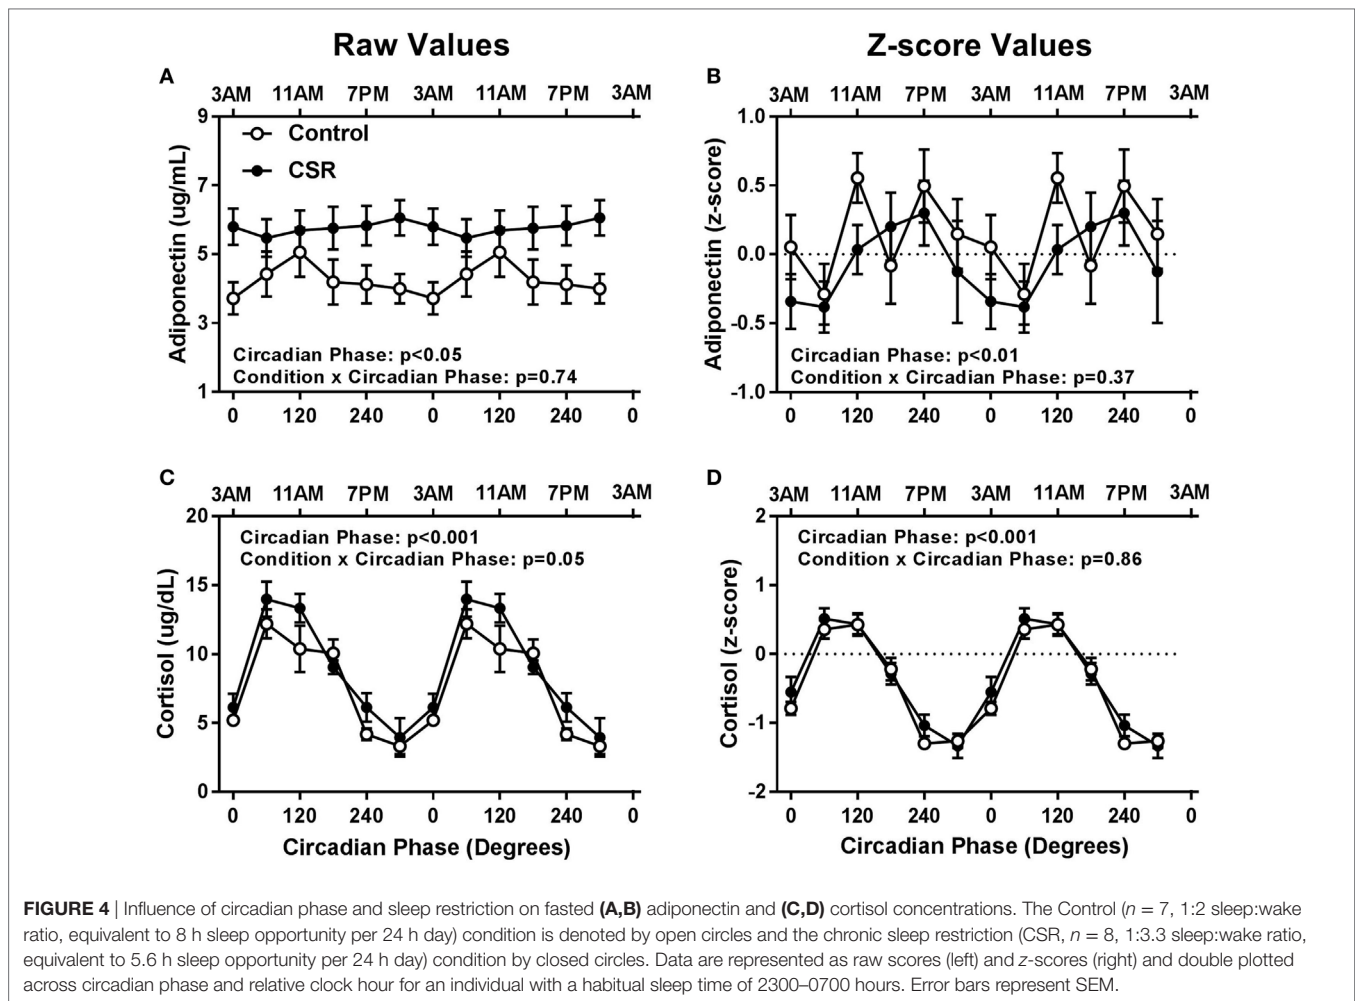 Raw Values
Z-score Values
A
3AM 11AM 7PM 3AM 11AM 7PM 3AM
9
7
5
3
1
Adiponectin (ug/mL)
Control
CSR
Circadian Phase: p<0.05
Condition x Circadian Phase: p=0.74
0 120 240 0 120 240 0
B
3AM 11AM 7PM 3AM 11AM 7PM 3AM
1.0
0.5
0.0
-0.5
-1.0
Adiponectin (z-score)
Circadian Phase: p<0.01
Condition x Circadian Phase: p=0.37
0 120 240 0 120 240 0
C
3AM 11AM 7PM 3AM 11AM 7PM 3AM
20
15
10
5
0
Cortisol (ug/dL)
Circadian Phase: p<0.001
Condition x Circadian Phase: p=0.05
0 120 240 0 120 240 0
Circadian Phase (Degrees)
D
3AM 11AM 7PM 3AM 11AM 7PM 3AM
2
1
0
-1
-2
Cortisol (z-score)
Circadian Phase: p<0.001
Condition x Circadian Phase: p=0.86
0 120 240 0 120 240 0
Circadian Phase (Degrees)
FIGURE 4 | Influence of circadian phase and sleep restriction on fasted (A,B) adiponectin and (C,D) cortisol concentrations. The Control (n = 7, 1:2 sleep:wake
ratio, equivalent to 8 h sleep opportunity per 24 h day) condition is denoted by open circles and the chronic sleep restriction (CSR, n = 8, 1:3.3 sleep:wake ratio,
equivalent to 5.6 h sleep opportunity per 24 h day) condition by closed circles. Data are represented as raw scores (left) and z-scores (right) and double plotted
across circadian phase and relative clock hour for an individual with a habitual sleep time of 2300–0700 hours. Error bars represent SEM.